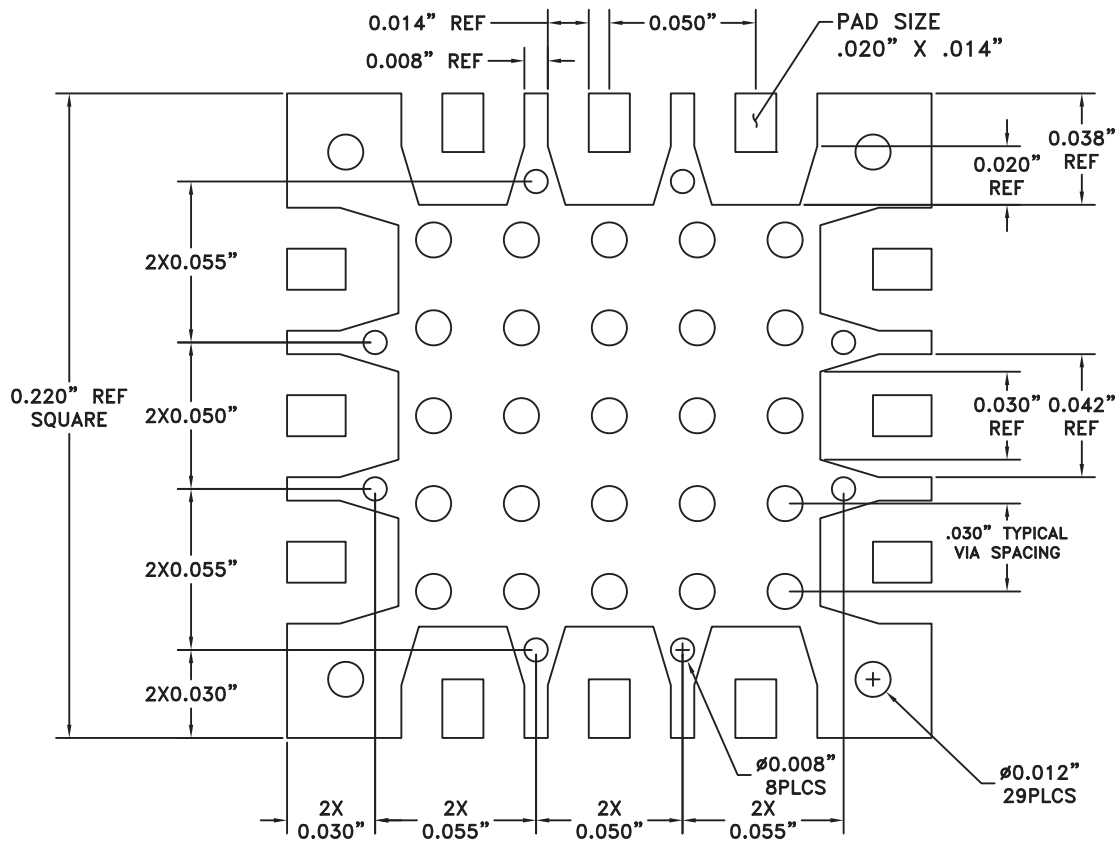 0.014” REF
0.050”
PAD SIZE
.020” X .014”
0.008” REF
0.038”
REF
0.020”
REF
2X0.055”
0.220” REF
SQUARE
2X0.050”
0.030”
REF
0.042”
REF
.030” TYPICAL
VIA SPACING
2X0.055”
2X0.030”
ø0.008”
8PLCS
ø0.012”
29PLCS
2X
0.030”
2X
0.055”
2X
0.050”
2X
0.055”